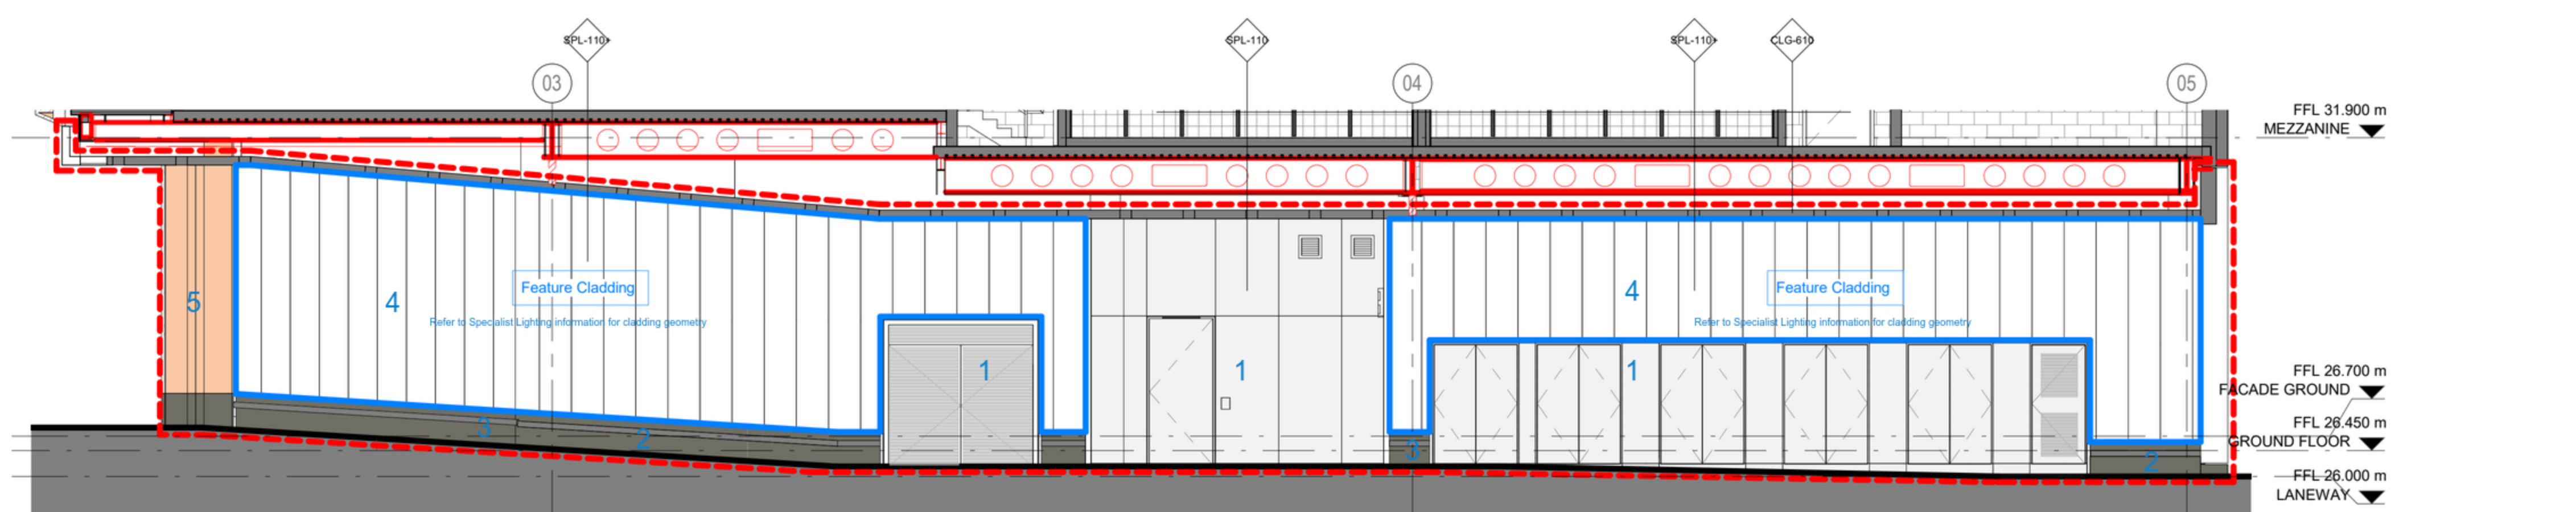 SPL-110
SPL-110
SPL-110
CLG-610
03
04
05
FFL 31.900 m
MEZZANINE
5
4
Feature Cladding
Refer to Specialist Lighting information for cladding geometry
4
Feature Cladding
Refer to Specialist Lighting information for cladding geometry
1
1
1
FFL 26.700 m
FACADE GROUND
FFL 26.450 m
GROUND FLOOR
3
2
3
2
FFL 26.000 m
LANEWAY